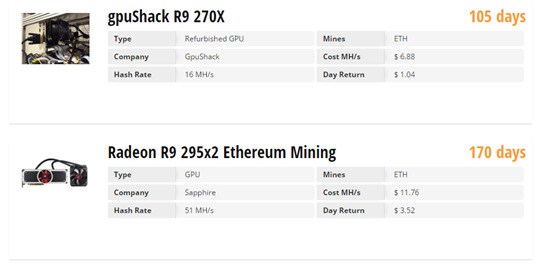 gpuShack R9 270X 105 days
Type Refurbished GPU Mines ETH
Company GpuShack Cost MH/s $ 6.88
Hash Rate 16 MH/s Day Return $ 1.04
Radeon R9 295x2 Ethereum Mining 170 days
Type GPU Mines ETH
Company Sapphire Cost MH/s $ 11.76
Hash Rate 51 MH/s Day Return $ 3.52